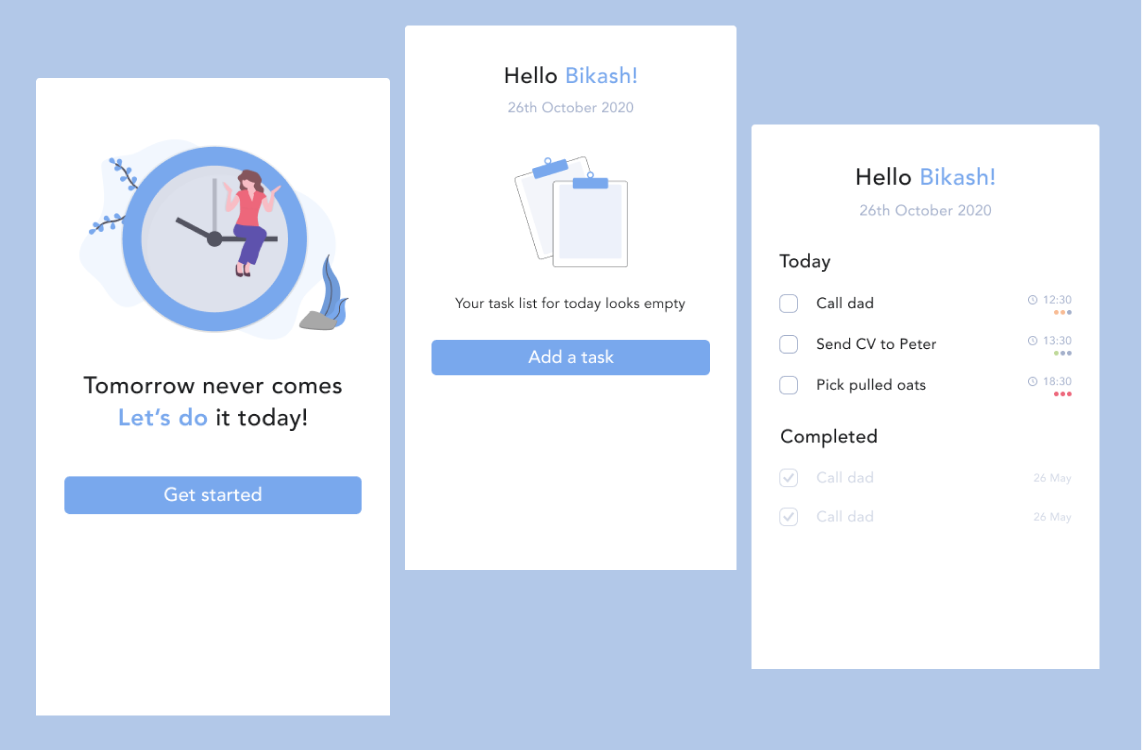 Tomorrow never comes
Let‘s do it today!
Get started
Hello Bikash!
26th October 2020
Your task list for today looks empty
Add a task
Hello Bikash!
26th October 2020
Today
Call dad 12:30
Send CV to Peter 13:30
Pick pulled oats 18:30
Completed
Call dad 26 May
Call dad 26 May